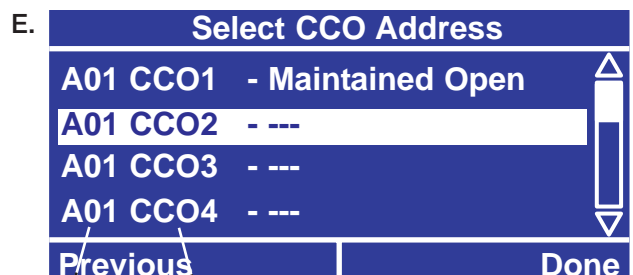 E.
Select CCO Address
A01 CCO1 - Maintained Open
A01 CCO2 - ---
A01 CCO3 - ---
A01 CCO4 - ---
Previous Done